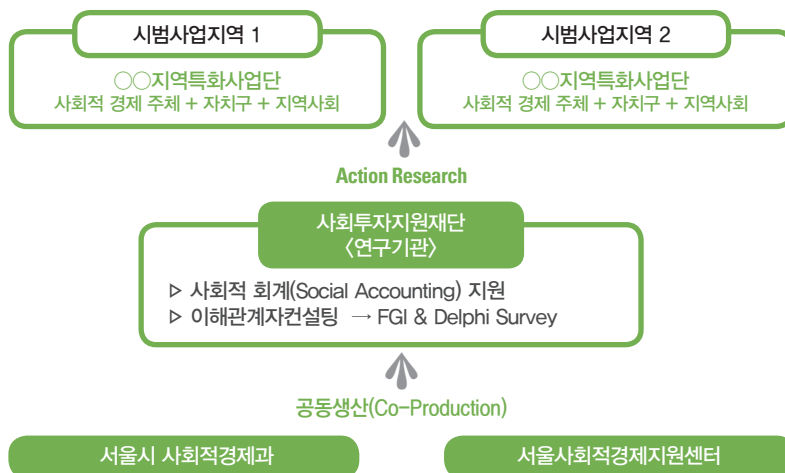 시범사업지역 1
○○지역특화사업단
사회적 경제 주체 + 자치구 + 지역사회
시범사업지역 2
○○지역특화사업단
사회적 경제 주체 + 자치구 + 지역사회
Action Research
사회투자지원재단
〈연구기관〉
▷ 사회적 회계(Social Accounting) 지원
▷ 이해관계자컨설팅 → FGI & Delphi Survey
공동생산(Co-Production)
서울시 사회적경제과
서울사회적경제지원센터